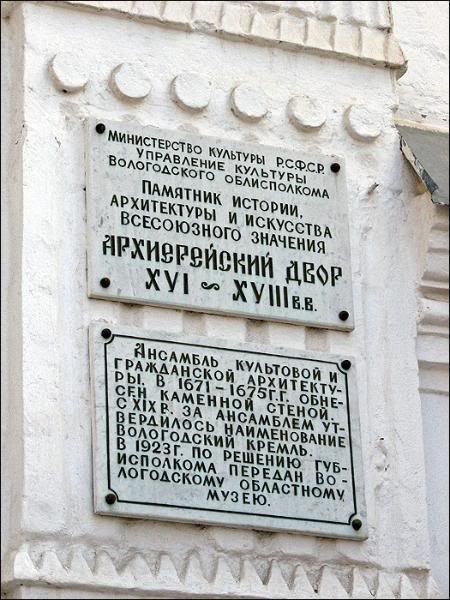 МИНИСТЕРСТВО КУЛЬТУРЫ Р.С.Ф.С.Р.
УПРАВЛЕНИЕ КУЛЬТУРЫ
ВОЛОГОДСКОГО ОБЛИСПОЛКОМА
ПАМЯТНИК ИСТОРИИ,
АРХИТЕКТУРЫ И ИСКУССТВА
ВСЕСОЮЗНОГО ЗНАЧЕНИЯ
АРХИЕРЕЙСКИЙ ДВОР
XVI ~ XVIII В.В.
АНСАМБЛЬ КУЛЬТОВОЙ И
ГРАЖДАНСКОЙ АРХИТЕКТУ-
РЫ. В 1671-1675 Г.Г. ОБНЕ-
СЕН КАМЕННОЙ СТЕНОЙ.
С XIX В. ЗА АНСАМБЛЕМ УТ-
ВЕРДИЛОСЬ НАИМЕНОВАНИЕ
ВОЛОГОДСКИЙ КРЕМЛЬ.
В 1923 Г. ПО РЕШЕНИЮ ГУБ-
ИСПОЛКОМА ПЕРЕДАН ВО-
ЛОГОДСКОМУ ОБЛАСТНОМУ
МУЗЕЮ.